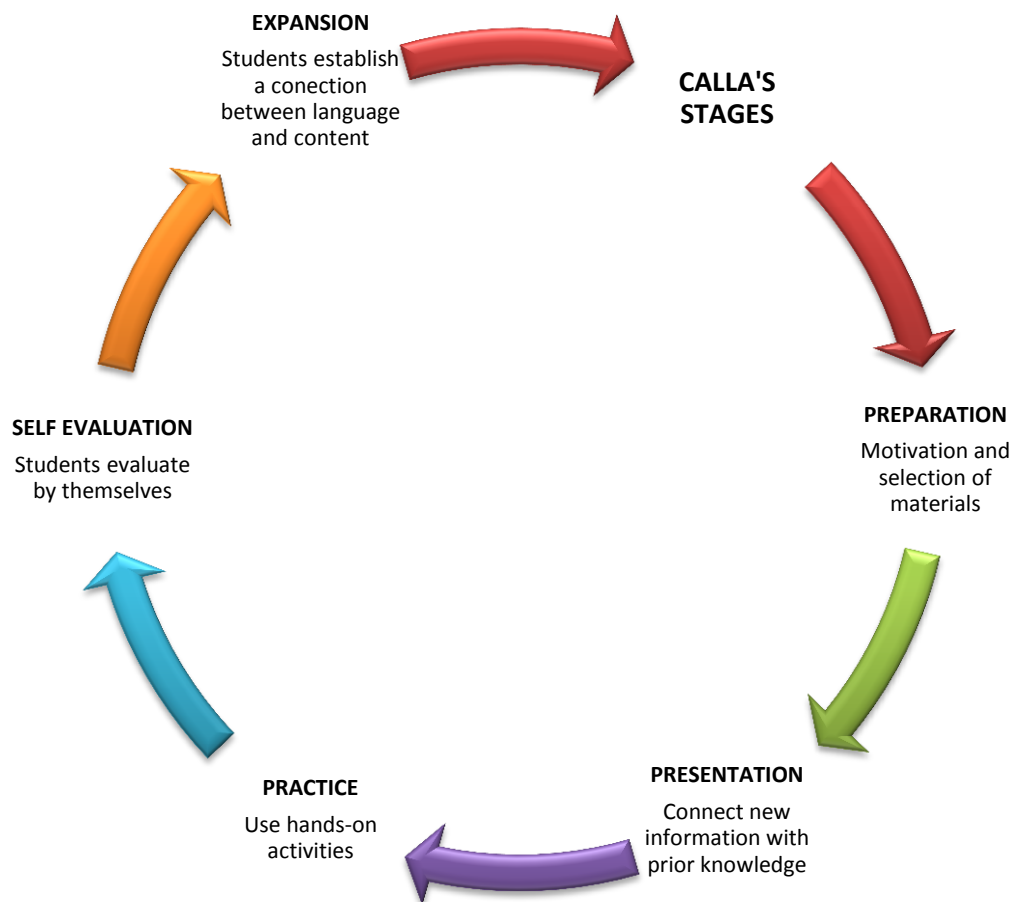 CALLA'S
STAGES
PREPARATION
Motivation and
selection of
materials
PRESENTATION
Connect new
information with
prior knowledge
PRACTICE
Use hands-on
activities
SELF EVALUATION
Students evaluate
by themselves
EXPANSION
Students establish
a conection
between language
and content